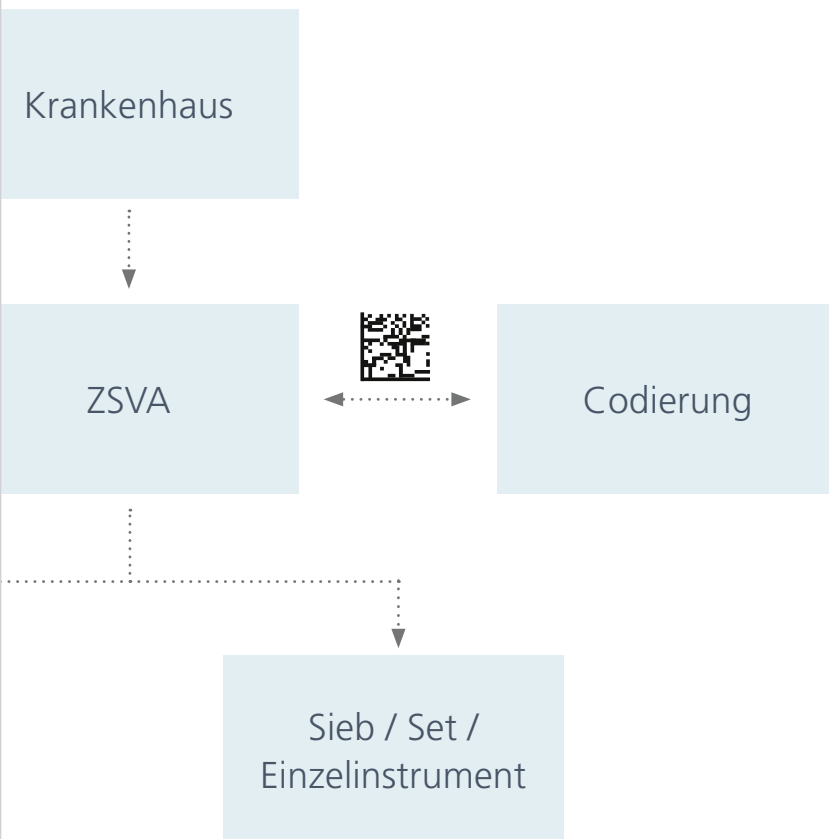 Krankenhaus
ZSVA
Codierung
Sieb / Set /
Einzelinstrument